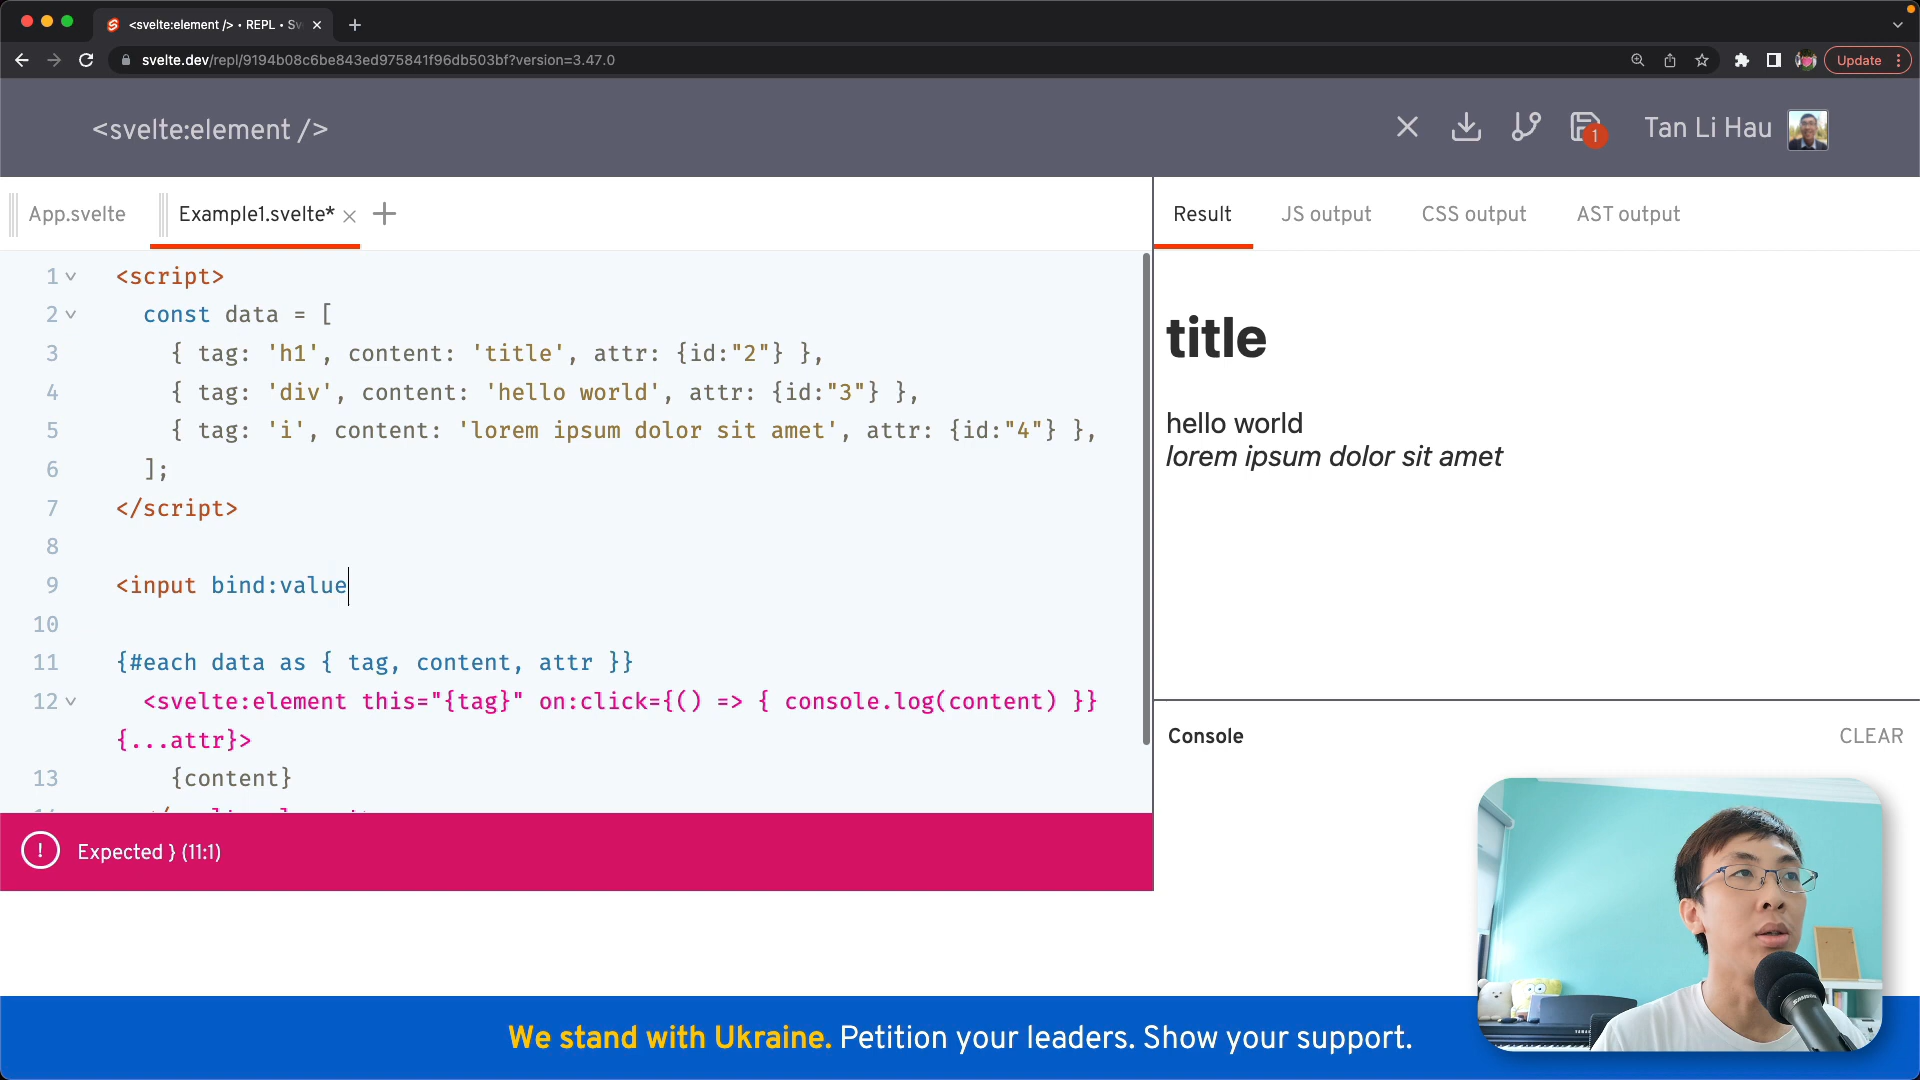 <svelte:element /> • REPL • Sv
svelte.dev/repl/9194b08c6be843ed975841f96db503bf?version=3.47.0
Update
<svelte:element />
1
Tan Li Hau
App.svelte
Example1.svelte*
Result
JS output
CSS output
AST output
1 <script>
2 const data = [
3 { tag: 'h1', content: 'title', attr: {id:"2"} },
4 { tag: 'div', content: 'hello world', attr: {id:"3"} },
5 { tag: 'i', content: 'lorem ipsum dolor sit amet', attr: {id:"4"} },
6 ];
7 </script>
8
9 <input bind:value
10
11 {#each data as { tag, content, attr }}
12 <svelte:element this="{tag}" on:click={() => { console.log(content) }}
{...attr}>
13 {content}
Expected } (11:1)
title
hello world
lorem ipsum dolor sit amet
Console
CLEAR
We stand with Ukraine. Petition your leaders. Show your support.